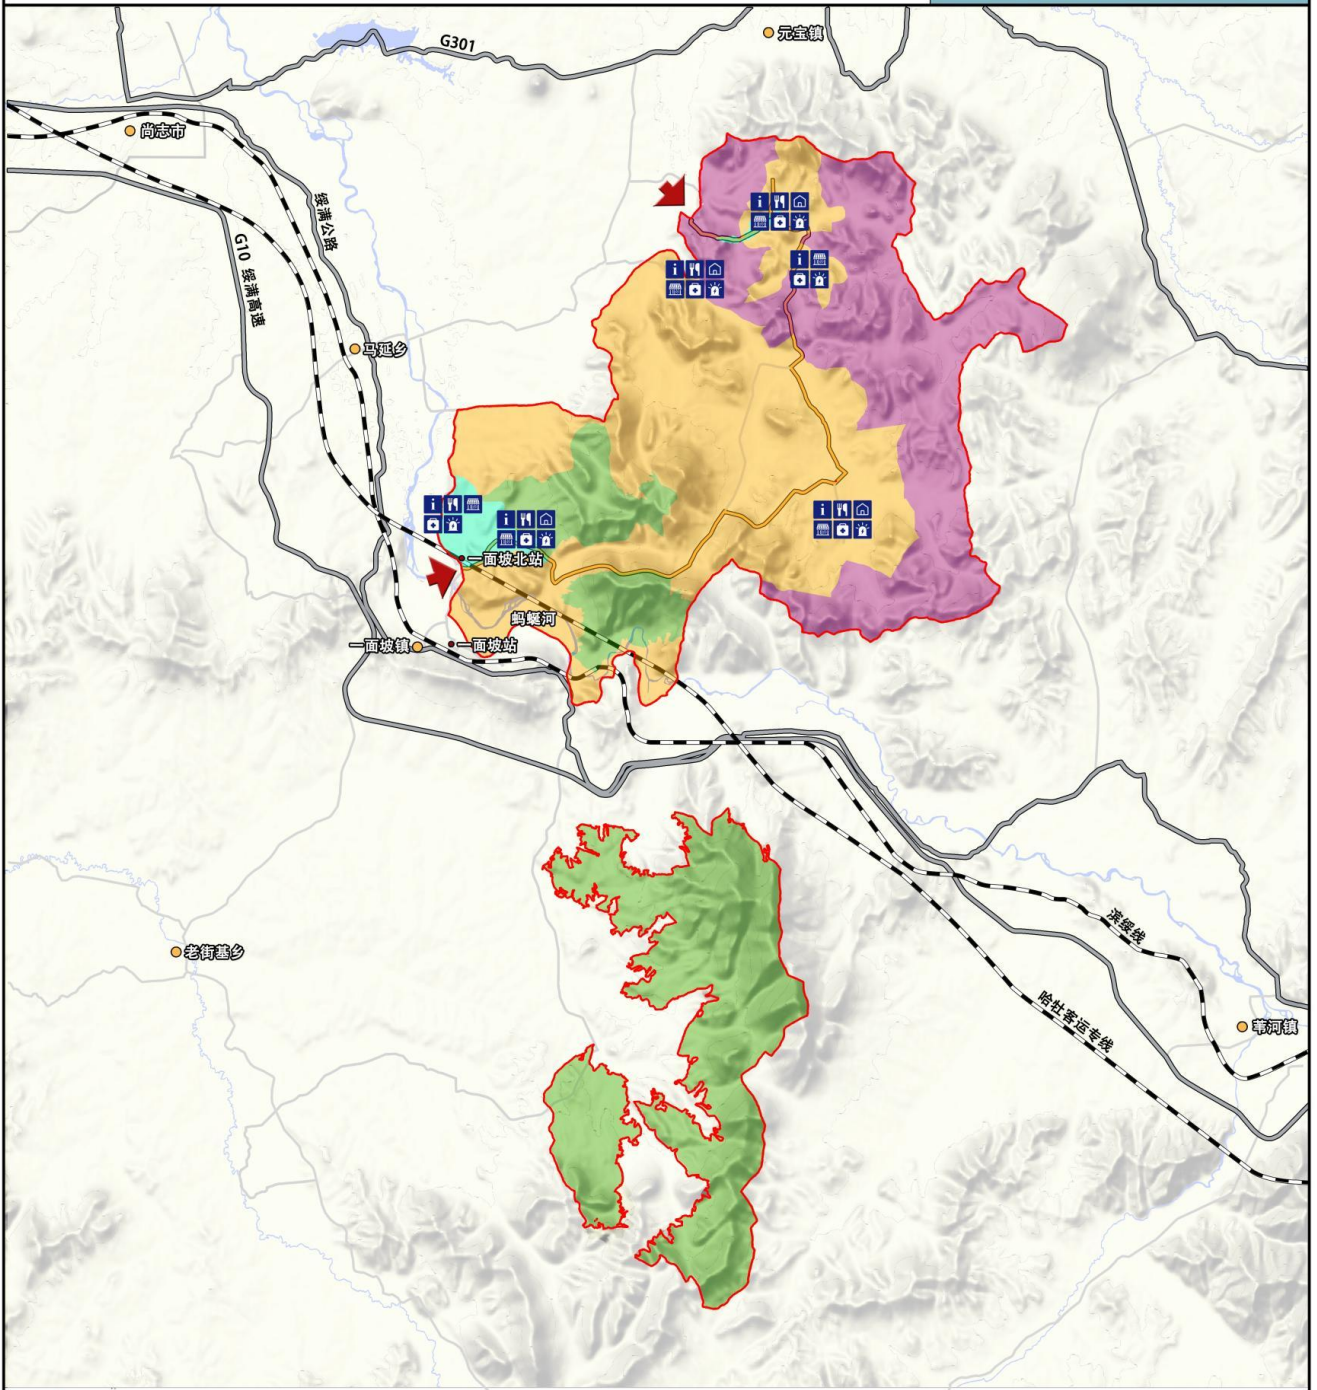 元宝镇
G301
尚志市
绥满公路
G10 绥满高速
马延乡
一面坡北站
蚂蜒河
一面坡镇
一面坡站
老街基乡
滨绥线
哈牡客运专线
苇河镇